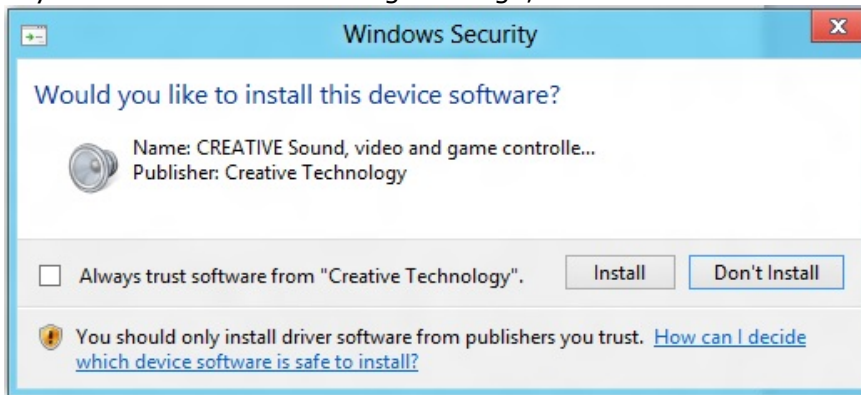 Windows Security
Would you like to install this device software?
Name: CREATIVE Sound, video and game controlle...
Publisher: Creative Technology
Always trust software from "Creative Technology".
Install
Don't Install
You should only install driver software from publishers you trust. How can I decide
which device software is safe to install?